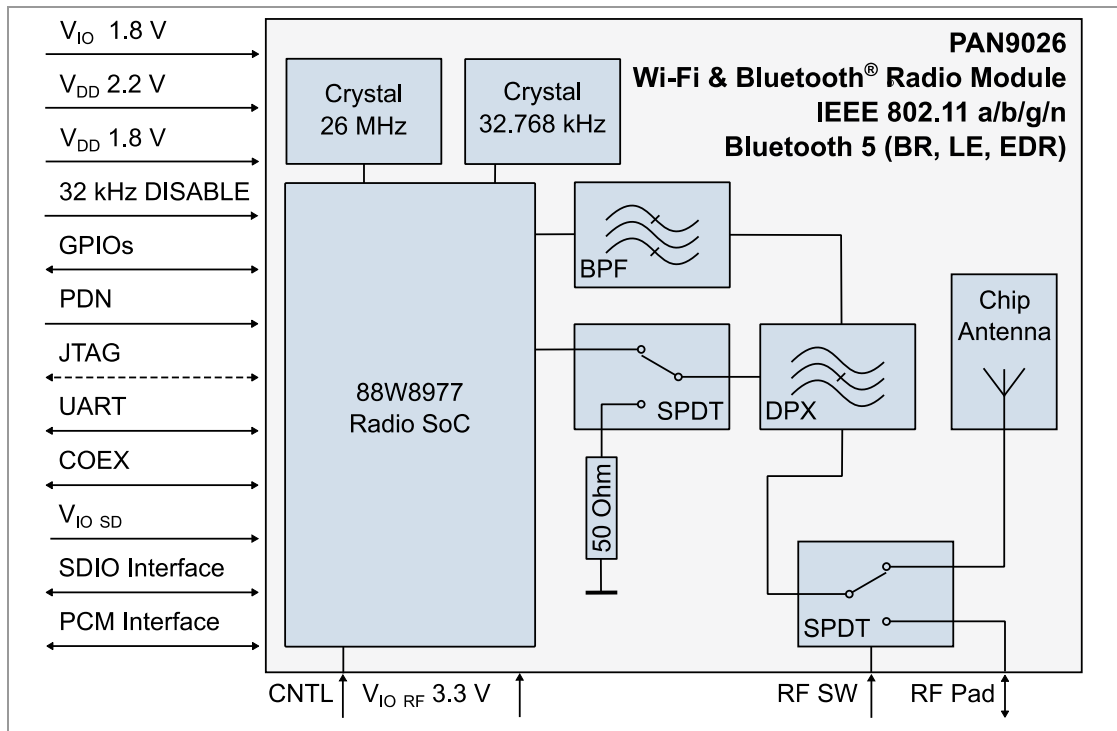 V_IO 1.8 V
V_DD 2.2 V
V_DD 1.8 V
32 kHz DISABLE
GPIOs
PDN
JTAG
UART
COEX
V_IO SD
SDIO Interface
PCM Interface
PAN9026
Wi-Fi & Bluetooth® Radio Module
IEEE 802.11 a/b/g/n
Bluetooth 5 (BR, LE, EDR)
Crystal
26 MHz
Crystal
32.768 kHz
88W8977
Radio SoC
BPF
SPDT
DPX
50 Ohm
Chip
Antenna
SPDT
CNTL
V_IO RF 3.3 V
RF SW
RF Pad